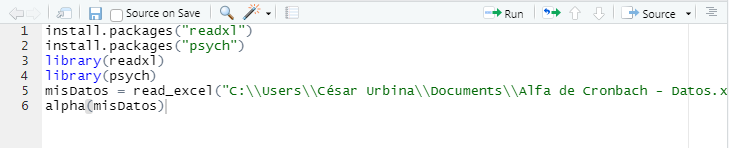 Source on Save
Run
Source
1 install.packages("readxl")
2 install.packages("psych")
3 library(readxl)
4 library(psych)
5 misDatos = read_excel("C:\\Users\\César Urbina\\Documents\\Alfa de Cronbach - Datos.x
6 alpha(misDatos)